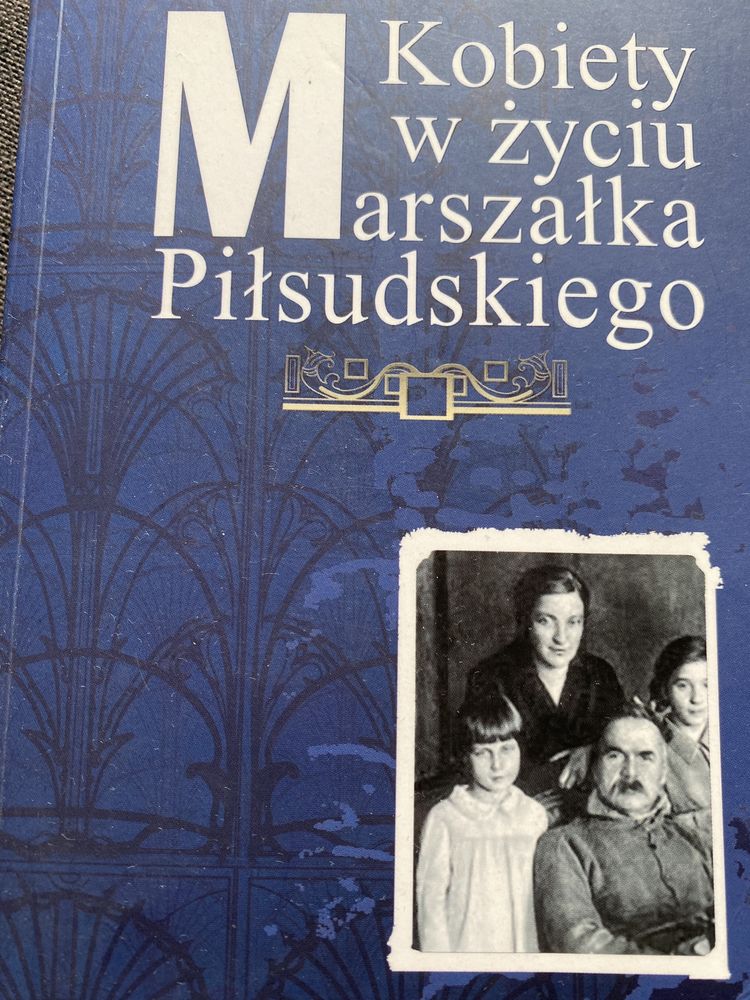 Kobiety
w życiu
Marszałka
Piłsudskiego